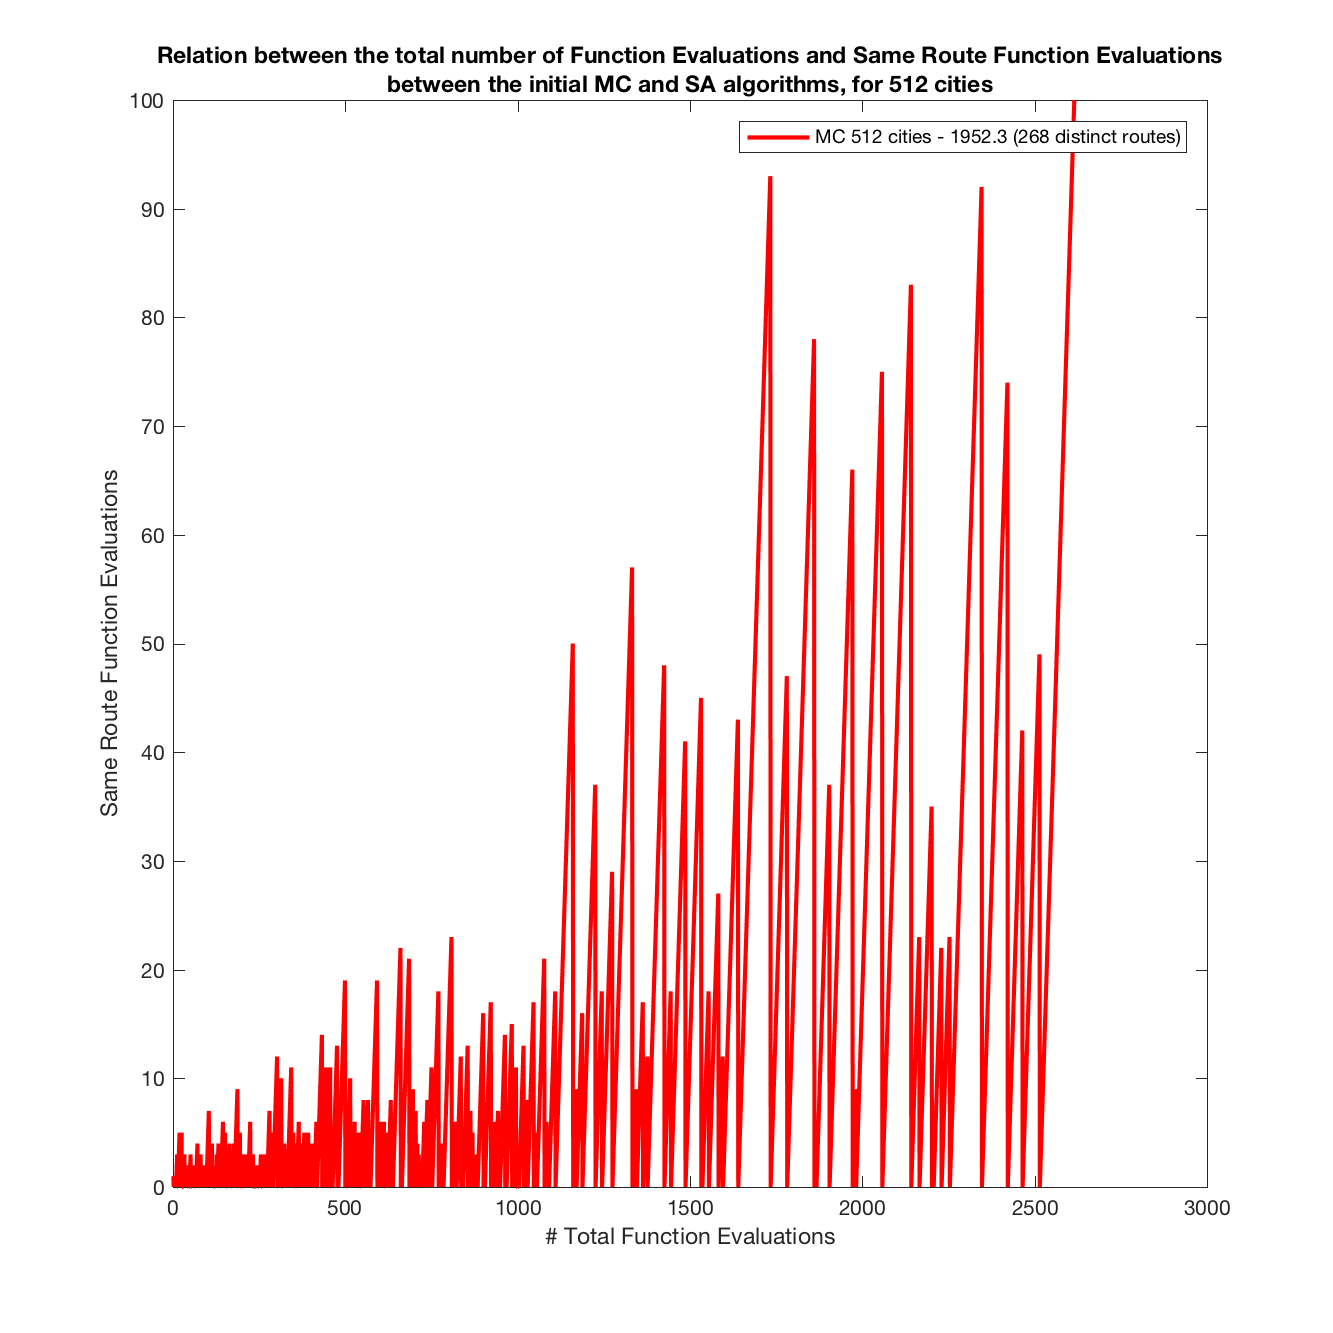 Relation between the total number of Function Evaluations and Same Route Function Evaluations
between the initial MC and SA algorithms, for 512 cities
100
MC 512 cities - 1952.3 (268 distinct routes)
90
80
70
60
50
40
30
20
10
0
Same Route Function Evaluations
0 500 1000 1500 2000 2500 3000
# Total Function Evaluations